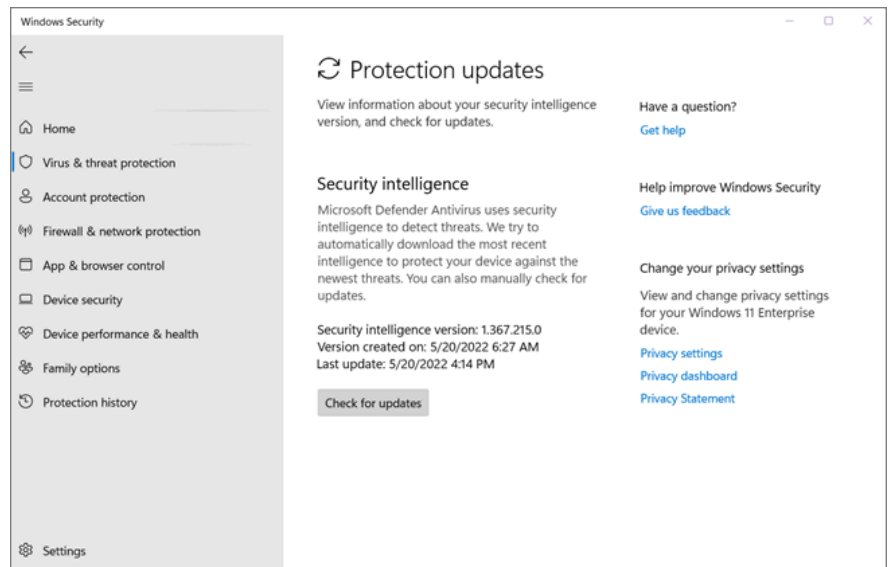 Windows Security
Home
Virus & threat protection
Account protection
Firewall & network protection
App & browser control
Device security
Device performance & health
Family options
Protection history
Settings
Protection updates
View information about your security intelligence
version, and check for updates.
Security intelligence
Microsoft Defender Antivirus uses security
intelligence to detect threats. We try to
automatically download the most recent
intelligence to protect your device against the
newest threats. You can also manually check for
updates.
Security intelligence version: 1.367.215.0
Version created on: 5/20/2022 6:27 AM
Last update: 5/20/2022 4:14 PM
Check for updates
Have a question?
Get help
Help improve Windows Security
Give us feedback
Change your privacy settings
View and change privacy settings
for your Windows 11 Enterprise
device.
Privacy settings
Privacy dashboard
Privacy Statement